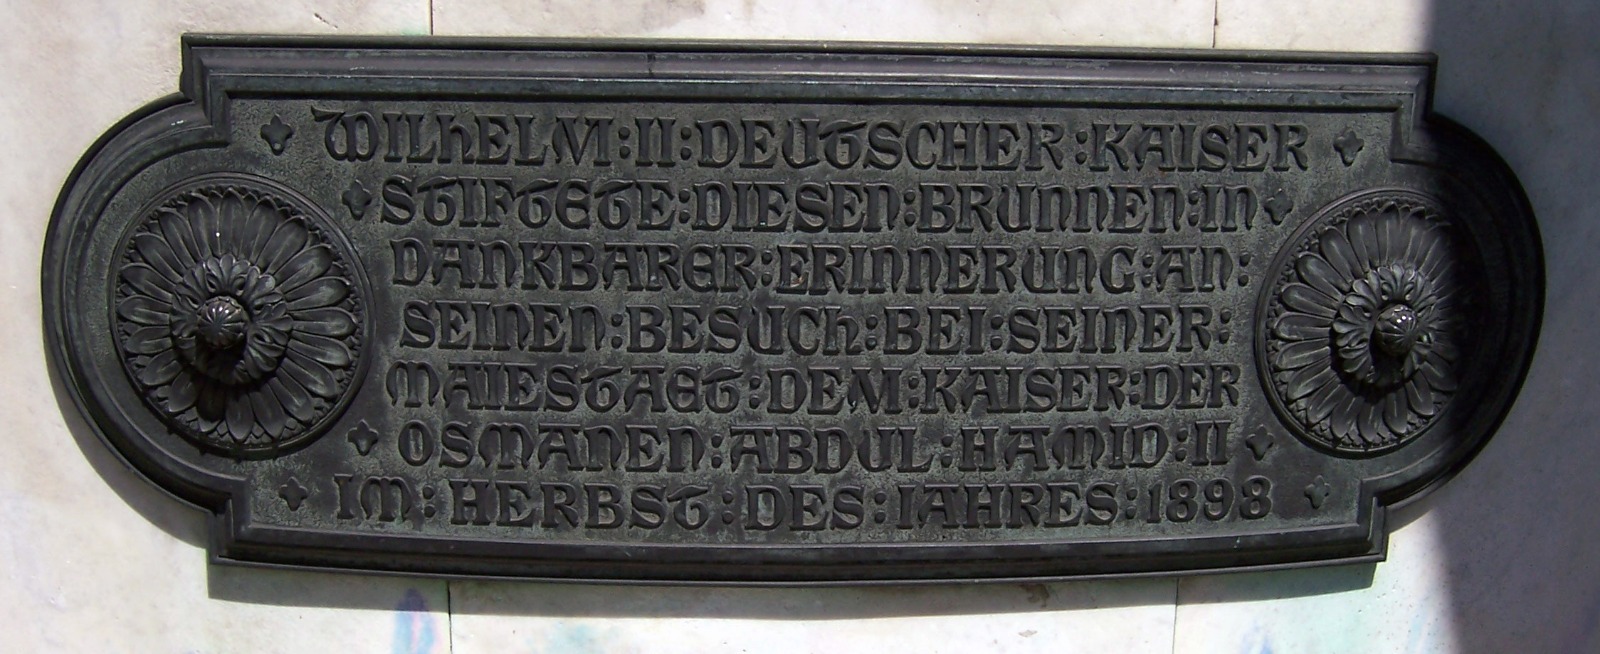 WILHELM:II:DEUTSCHER:KAISER
STIFTETE:DIESEN:BRUNNEN:IN
DANKBARER:ERINNERUNG:AN:
SEINEN:BESUCH:BEI:SEINER:
MAIESTAET:DEM:KAISER:DER
OSMANEN:ABDUL:HAMID:II
IM:HERBST:DES:IAHRES:1898